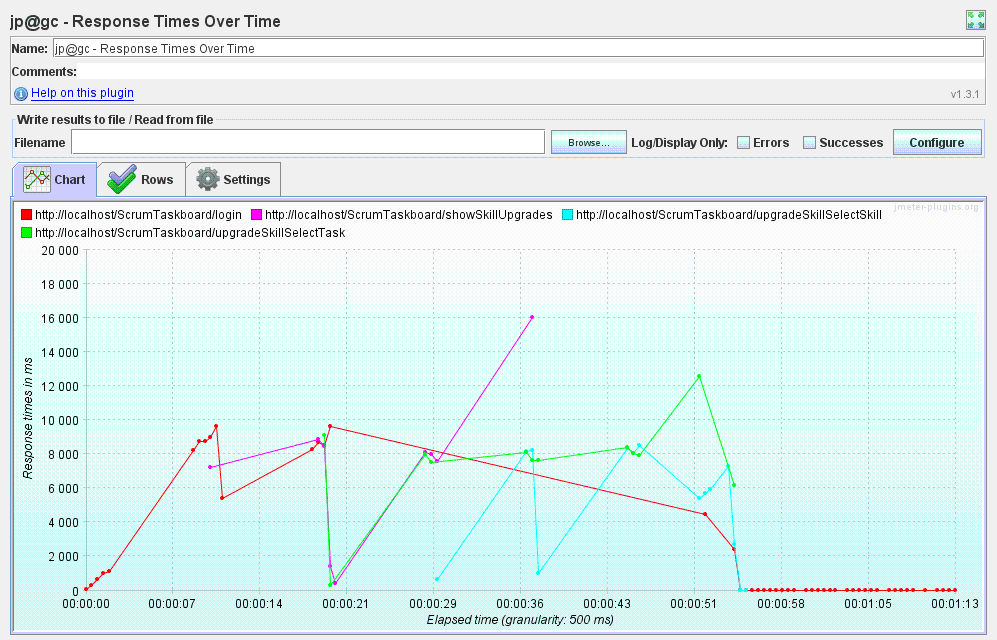 jp@gc - Response Times Over Time
Name: jp@gc - Response Times Over Time
Comments:
Help on this plugin
v1.3.1
Write results to file / Read from file
Filename Browse... Log/Display Only: Errors Successes Configure
Chart Rows Settings
http://localhost/ScrumTaskboard/login http://localhost/ScrumTaskboard/showSkillUpgrades http://localhost/ScrumTaskboard/upgradeSkillSelectSkill
jmeter-plugins.org
http://localhost/ScrumTaskboard/upgradeSkillSelectTask
20 000
18 000
16 000
14 000
12 000
10 000
8 000
6 000
4 000
2 000
0
Response times in ms
00:00:00 00:00:07 00:00:14 00:00:21 00:00:29 00:00:36 00:00:43 00:00:51 00:00:58 00:01:05 00:01:13
Elapsed time (granularity: 500 ms)